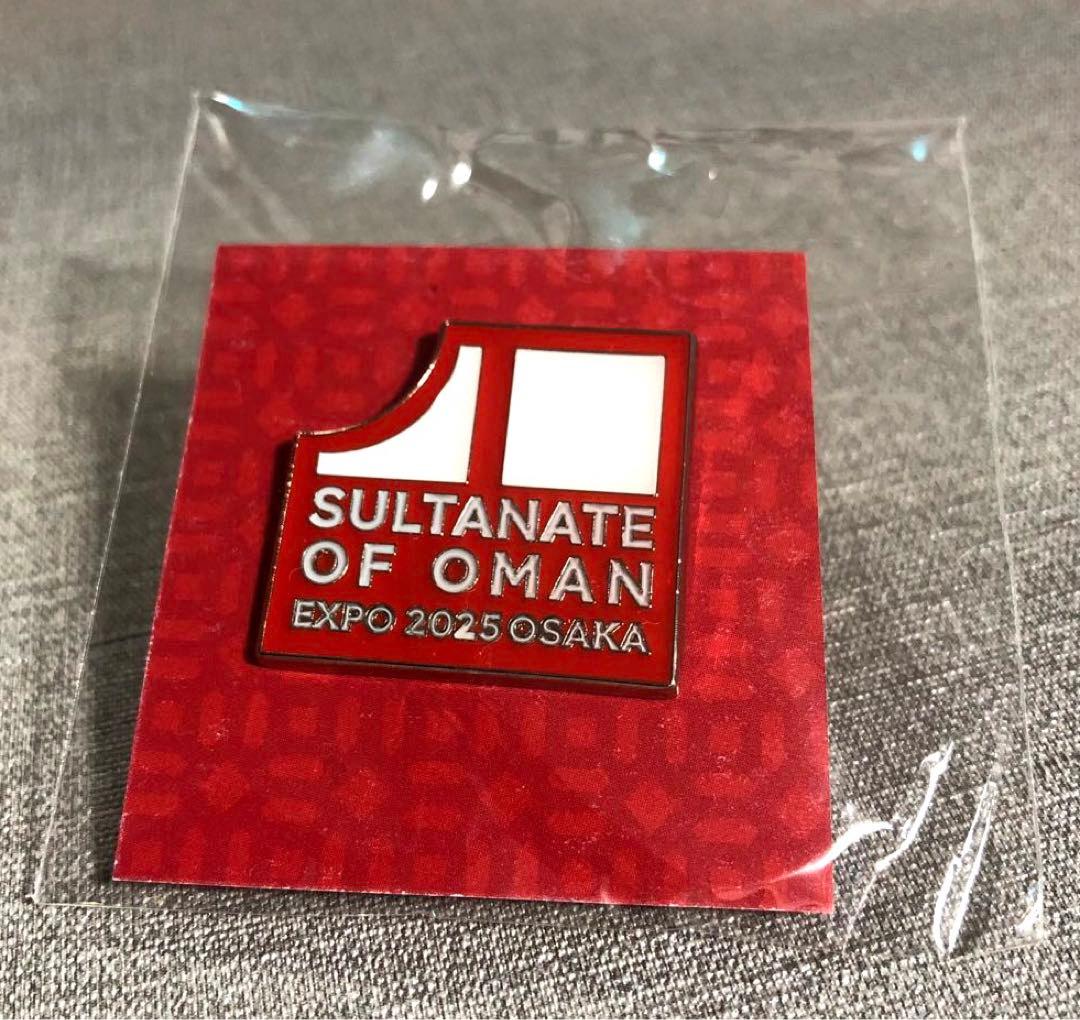 SULTANATE
OF OMAN
EXPO 2025 OSAKA